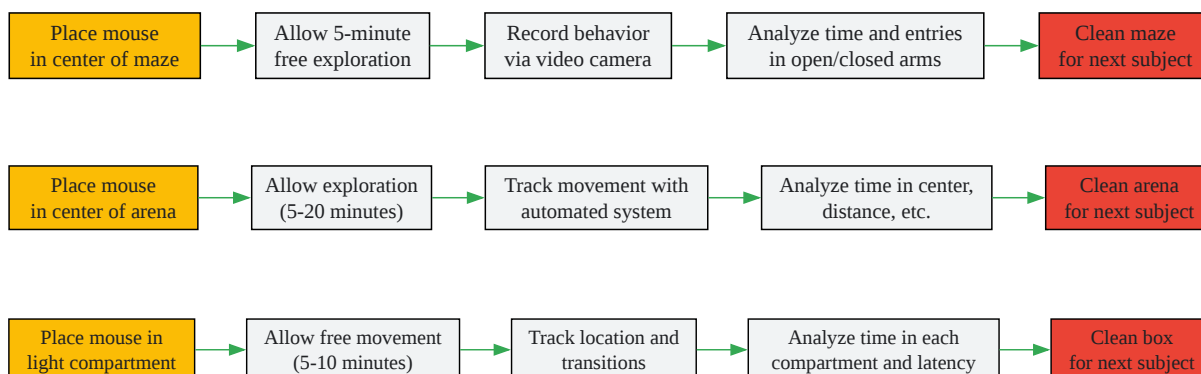 Place mouse
in center of maze
Allow 5-minute
free exploration
Record behavior
via video camera
Analyze time and entries
in open/closed arms
Clean maze
for next subject
Place mouse
in center of arena
Allow exploration
(5-20 minutes)
Track movement with
automated system
Analyze time in center,
distance, etc.
Clean arena
for next subject
Place mouse in
light compartment
Allow free movement
(5-10 minutes)
Track location and
transitions
Analyze time in each
compartment and latency
Clean box
for next subject